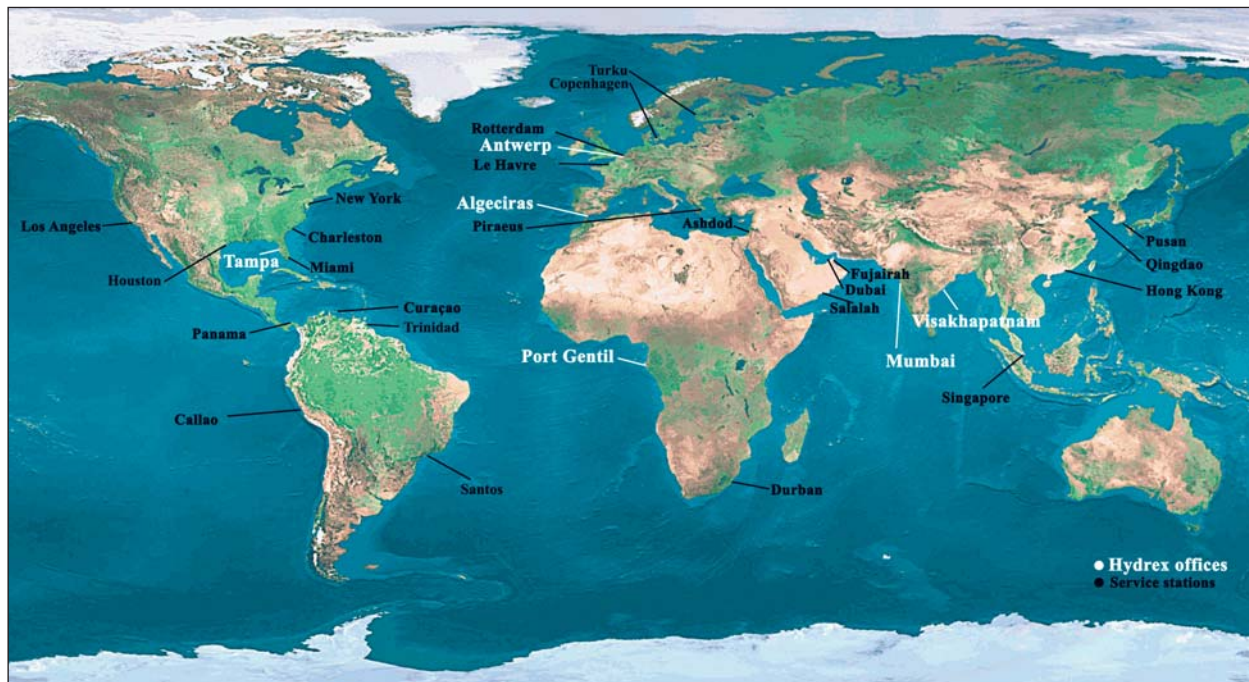 Turku
Copenhagen
Rotterdam
Antwerp
Le Havre
New York
Algeciras
Los Angeles
Piraeus
Ashdod
Charleston
Pusan
Tampa
Miami
Qingdao
Houston
Fujairah
Dubai
Hong Kong
Salalah
Curaçao
Trinidad
Panama
Visakhapatnam
Port Gentil
Mumbai
Singapore
Callao
Santos
Durban
Hydrex offices
Service stations